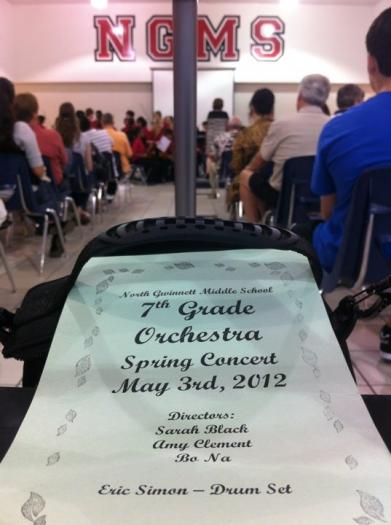 NGMS
North Gwinnett Middle School
7th Grade
Orchestra
Spring Concert
May 3rd, 2012
Directors:
Sarah Black
Amy Clement
Bo Na
Eric Simon – Drum Set